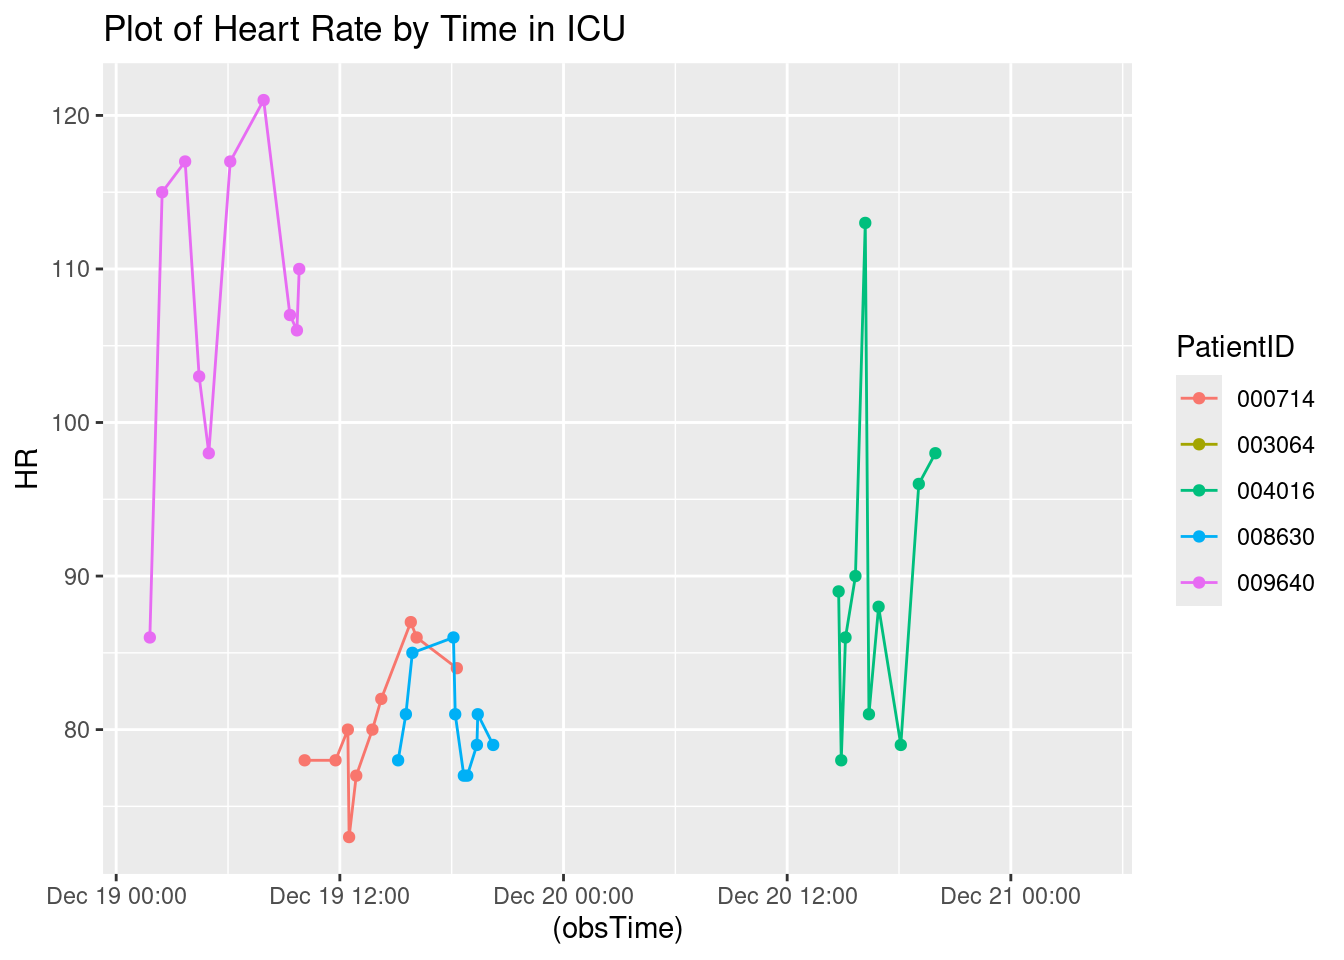 Plot of Heart Rate by Time in ICU
120
110
100
90
80
HR
Dec 19 00:00
Dec 19 12:00
Dec 20 00:00
Dec 20 12:00
Dec 21 00:00
(obsTime)
PatientID
000714
003064
004016
008630
009640